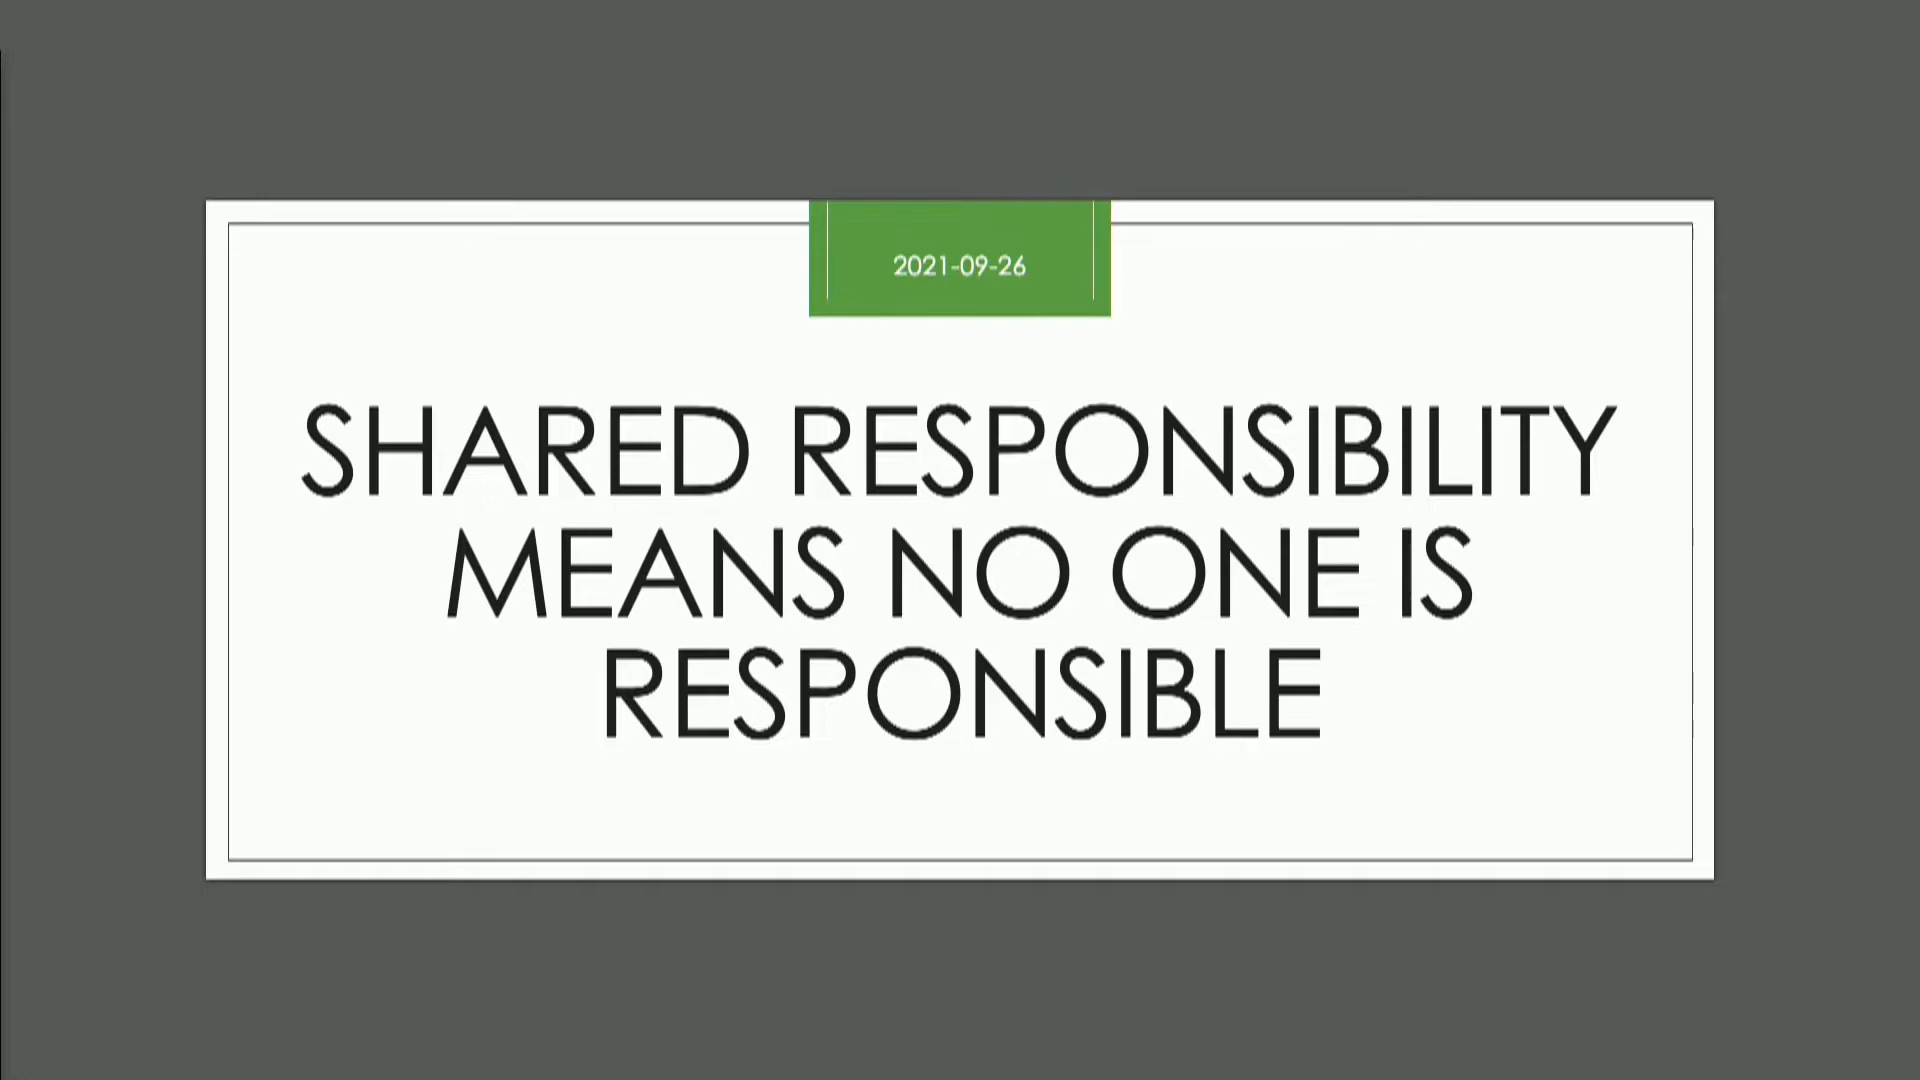 2021-09-26
SHARED RESPONSIBILITY
MEANS NO ONE IS
RESPONSIBLE